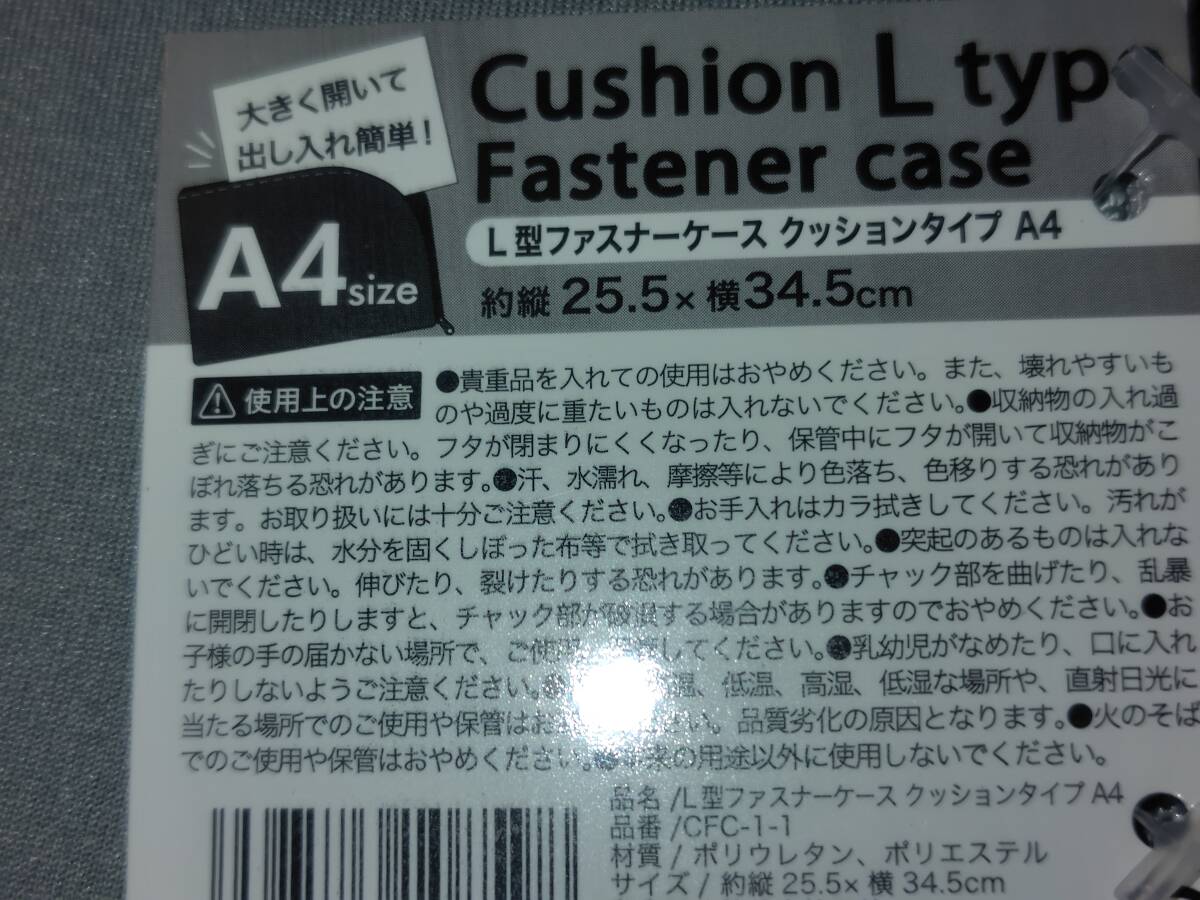 大きく開いて
出し入れ簡単!
A4size
Cushion L typ
Fastener case
L型ファスナーケース クッションタイプ A4
約縦 25.5×横34.5cm
使用上の注意
●貴重品を入れての使用はおやめください。また、壊れやすいも
のや過度に重たいものは入れないでください。●収納物の入れ過
ぎにご注意ください。フタが閉まりにくくなったり、保管中にフタが開いて収納物がこ
ぼれ落ちる恐れがあります。●汗、水濡れ、摩擦等により色落ち、色移りする恐れがあり
ます。お取り扱いには十分ご注意ください。●お手入れはカラ拭きしてください。汚れが
ひどい時は、水分を固くしぼった布等で拭き取ってください。●突起のあるものは入れな
いでください。伸びたり、裂けたりする恐れがあります。●チャック部を曲げたり、乱暴
に開閉したりしますと、チャック部が破損する場合がありますのでおやめください。●お
子様の手の届かない場所で、ご使用 してください。●乳幼児がなめたり、口に入れ
たりしないようご注意ください。● 温、低温、高湿、低湿な場所や、直射日光に
当たる場所でのご使用や保管はお さい。品質劣化の原因となります。●火のそば
でのご使用や保管はおやめください。●本来の用途以外に使用しないでください。
品名/L型ファスナーケース クッションタイプA4
品番/CFC-1-1
材質/ポリウレタン、ポリエステル
サイズ/約縦25.5×横34.5cm